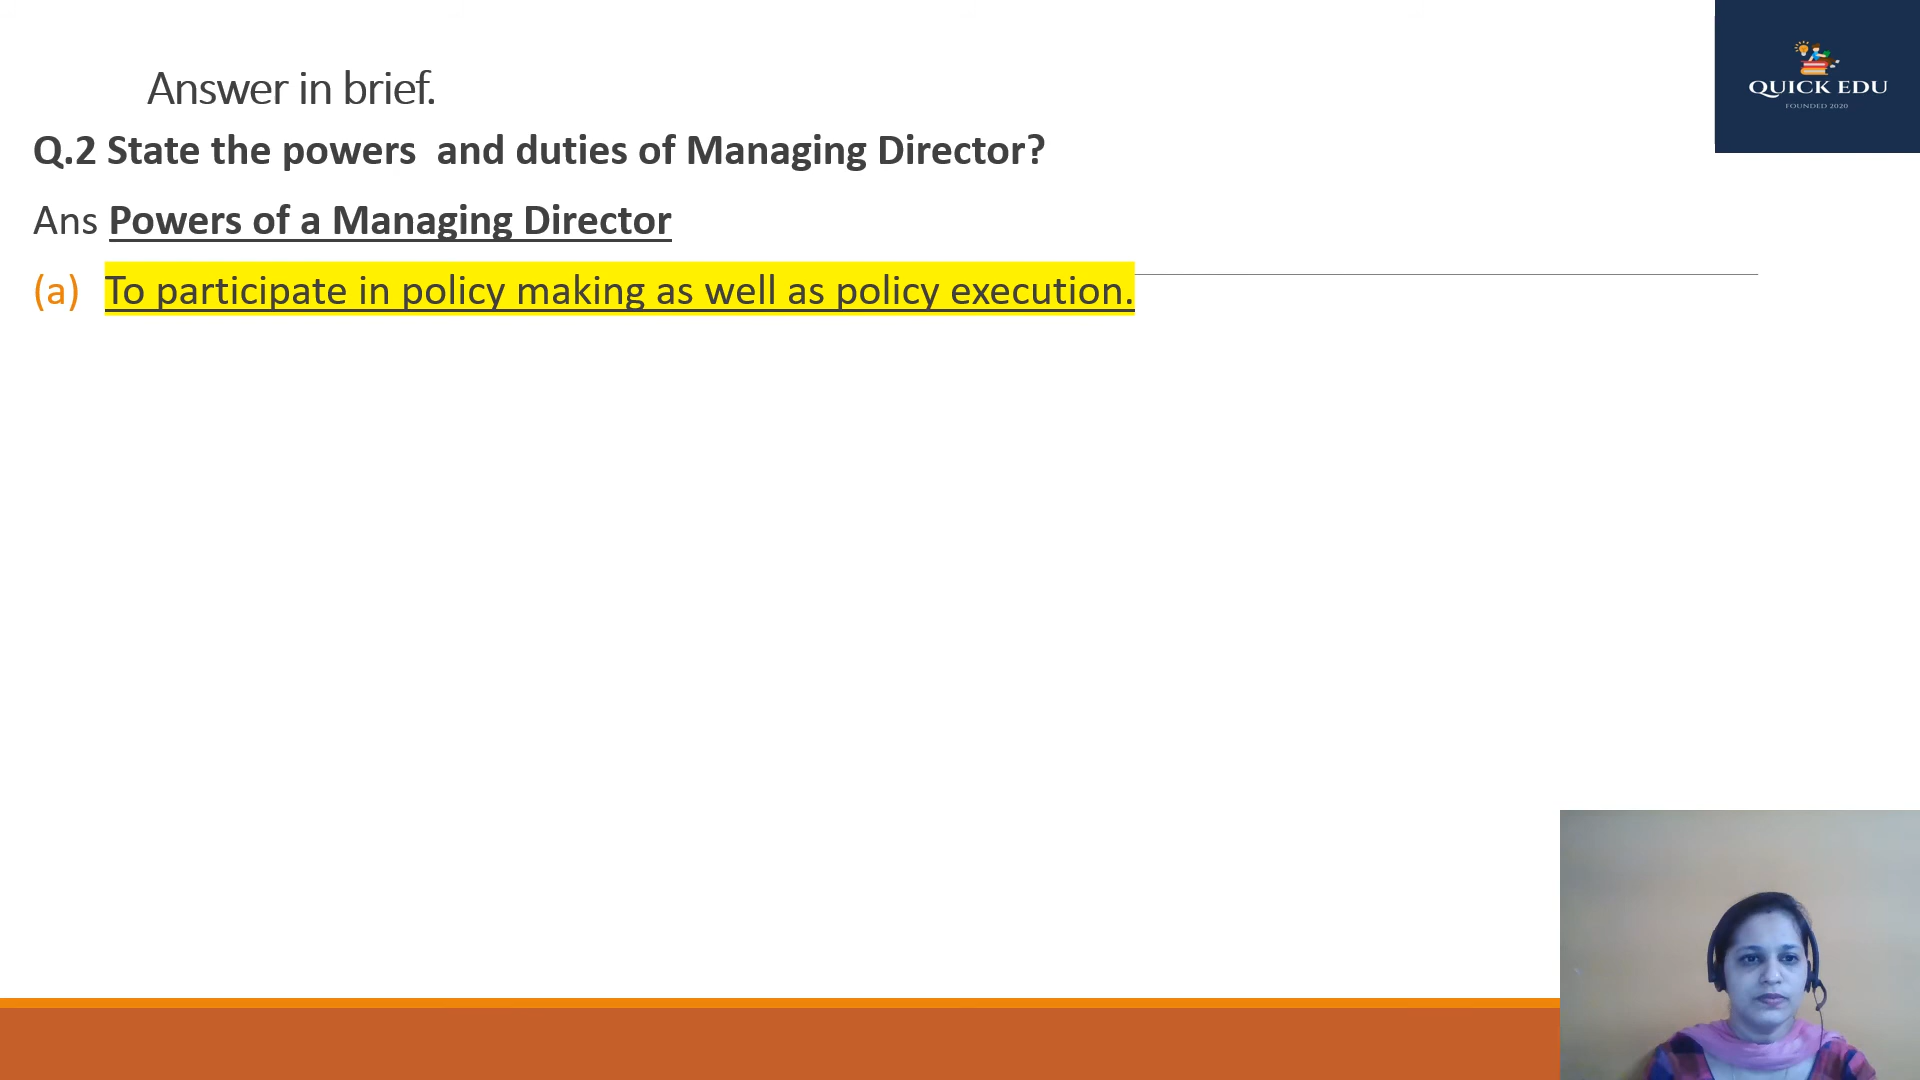 QUICK EDU
FOUNDED 2020
Answer in brief.
Q.2 State the powers  and duties of Managing Director?
Ans Powers of a Managing Director
(a) To participate in policy making as well as policy execution.